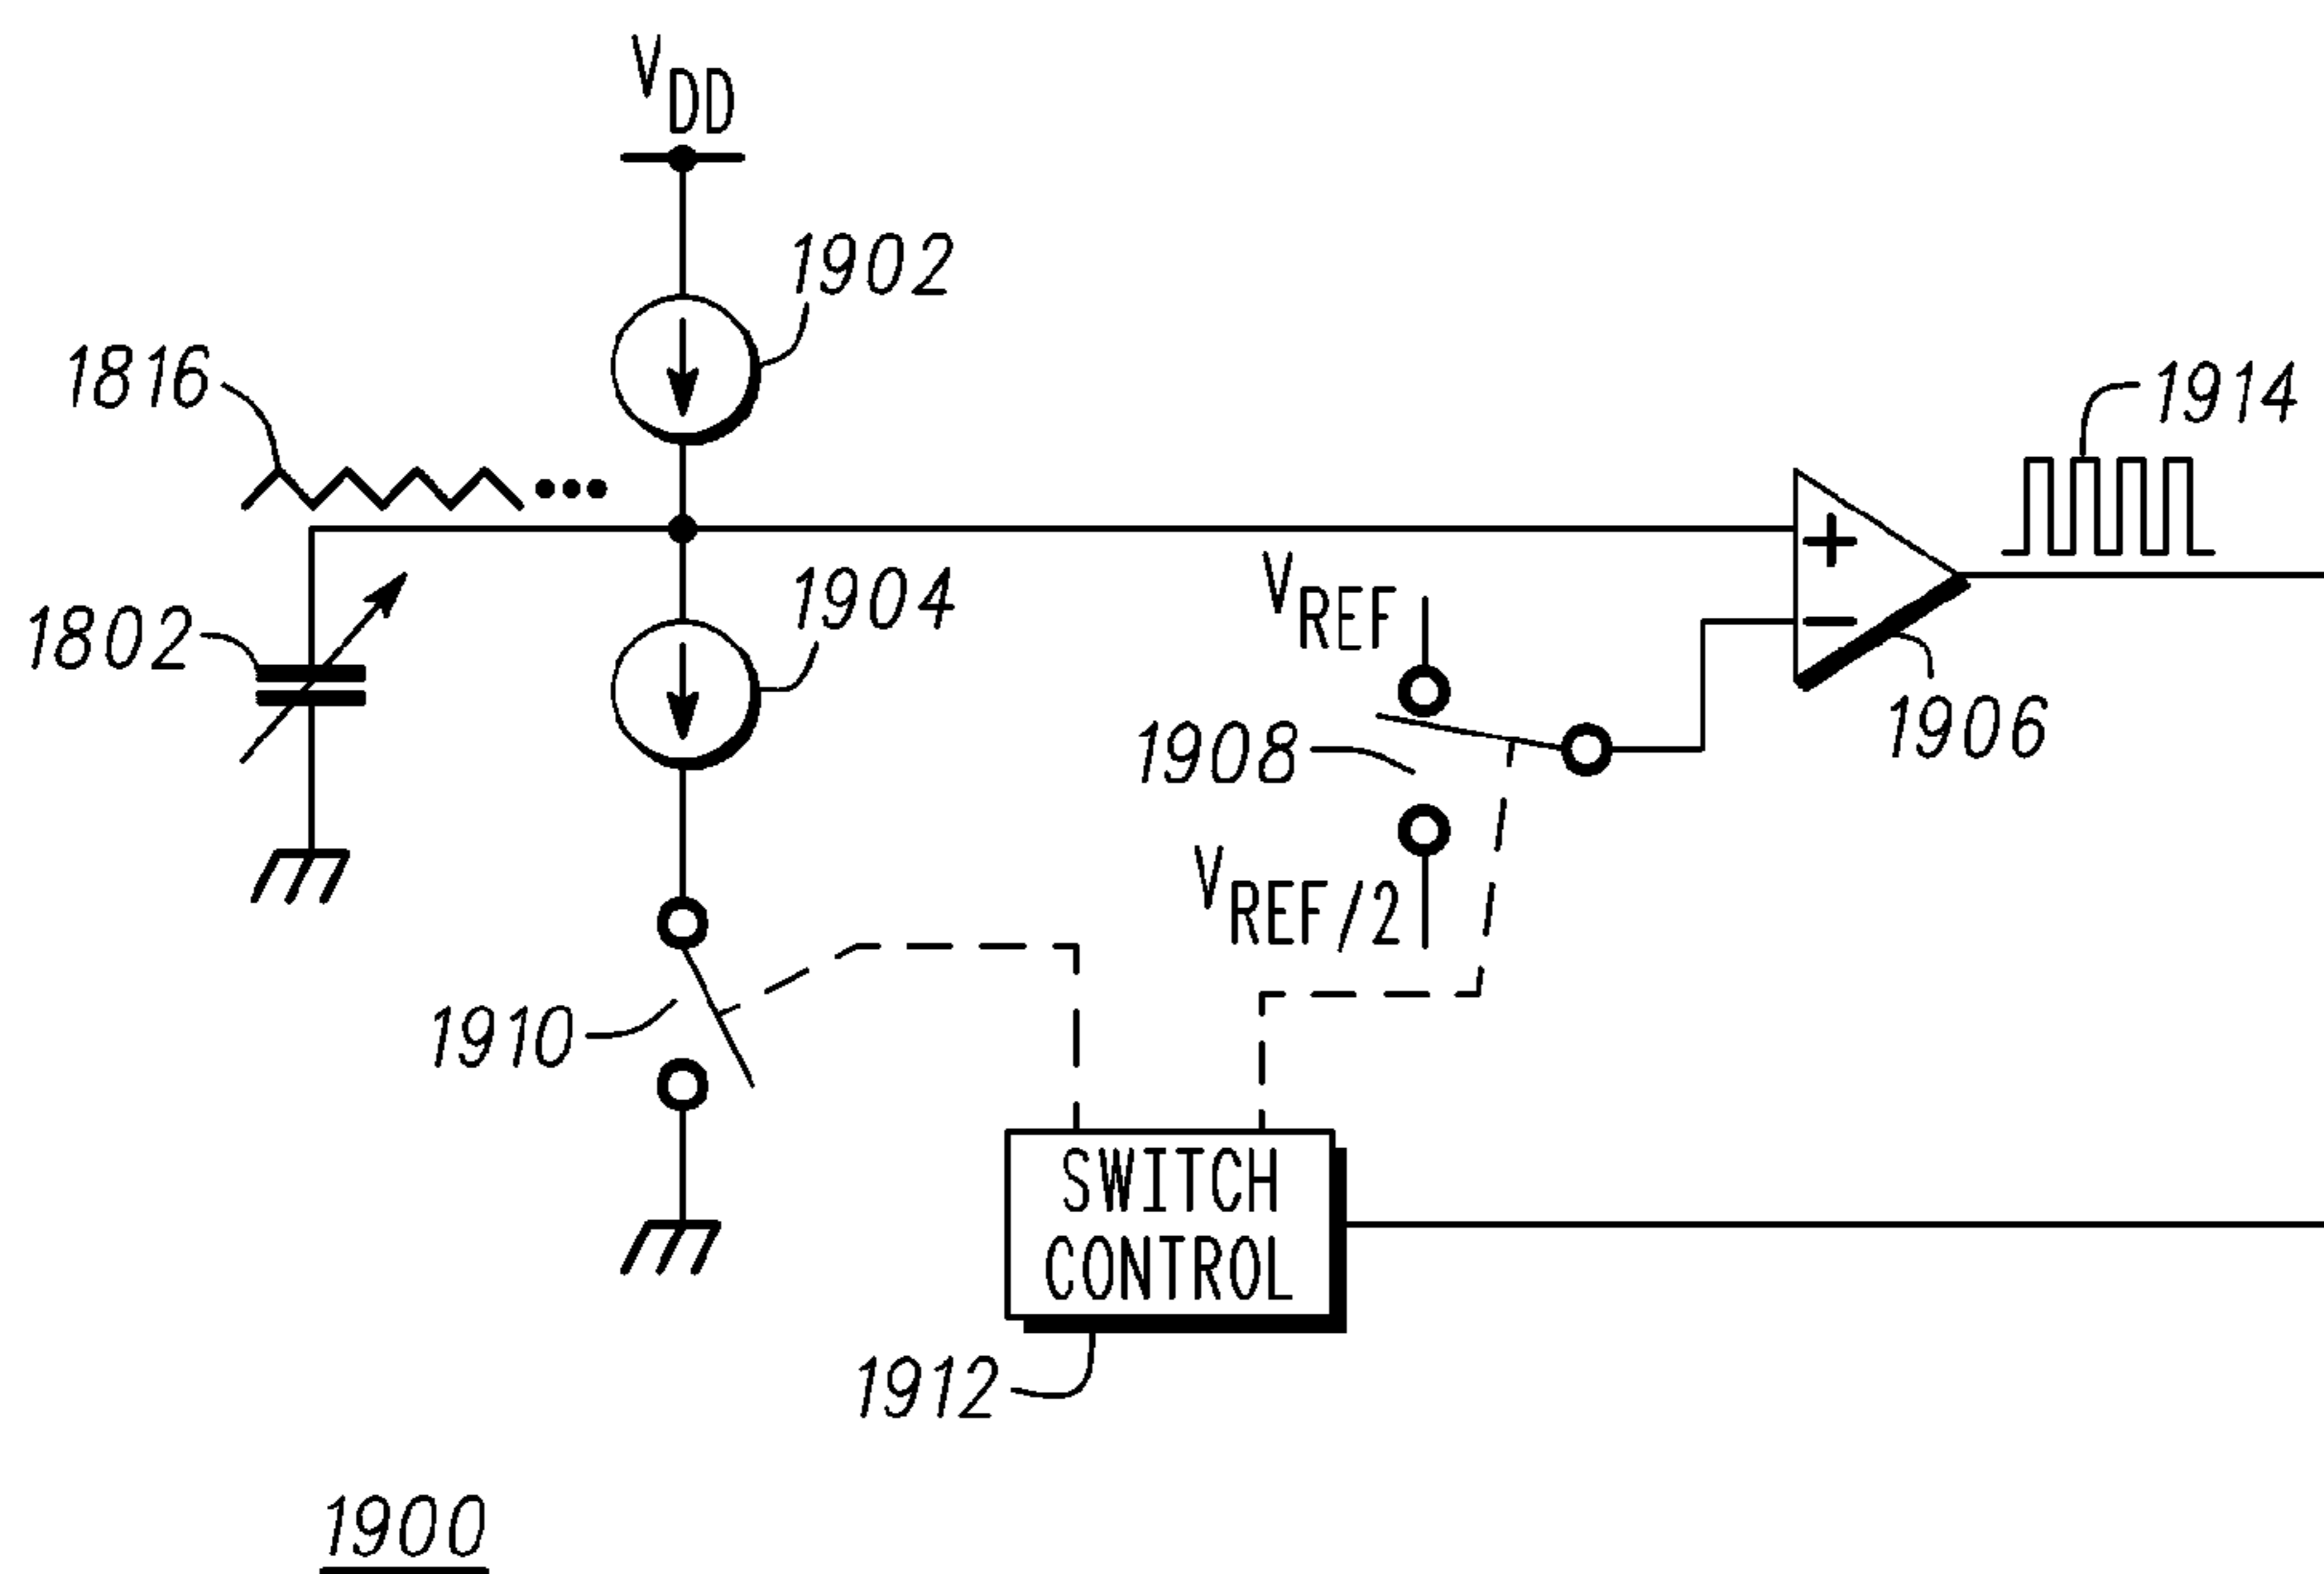 VDD
1902
1816
1914
+
1802
1904
VREF
−
1908
1906
VREF/2
1910
SWITCH
CONTROL
1912
1900